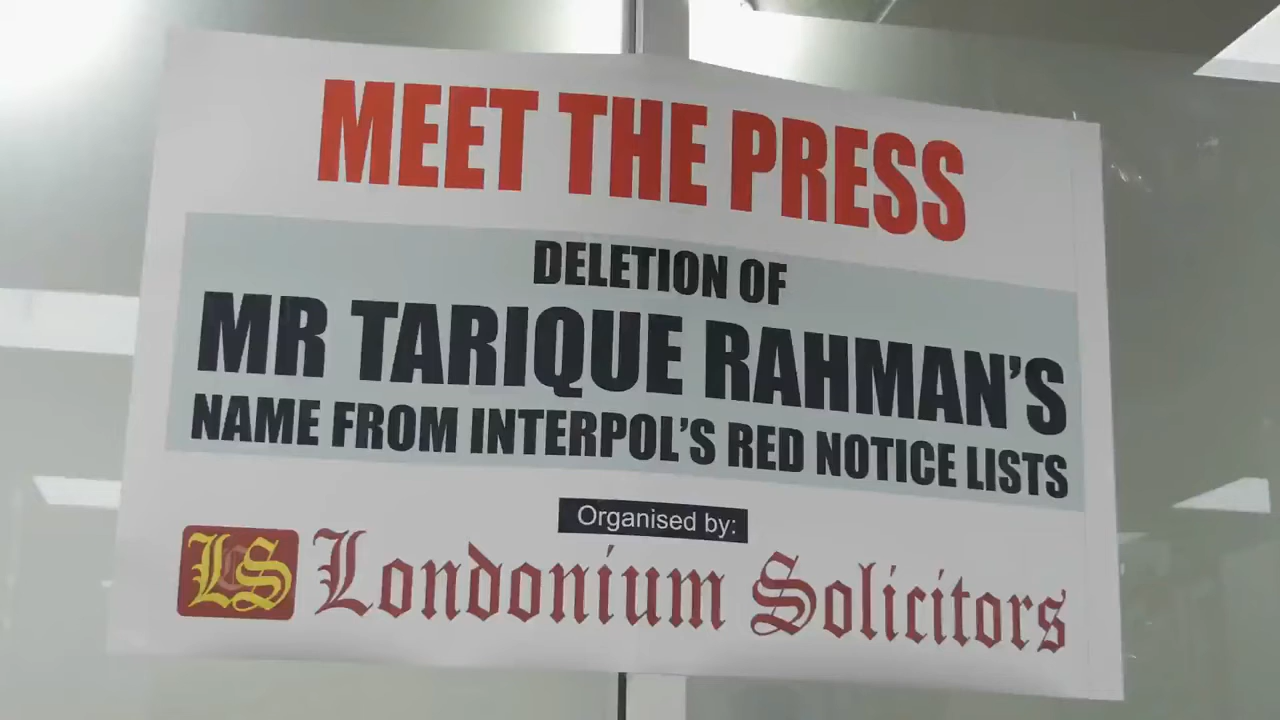 MEET THE PRESS
DELETION OF
MR TARIQUE RAHMAN'S
NAME FROM INTERPOL'S RED NOTICE LISTS
Organised by:
LS Londonium Solicitors